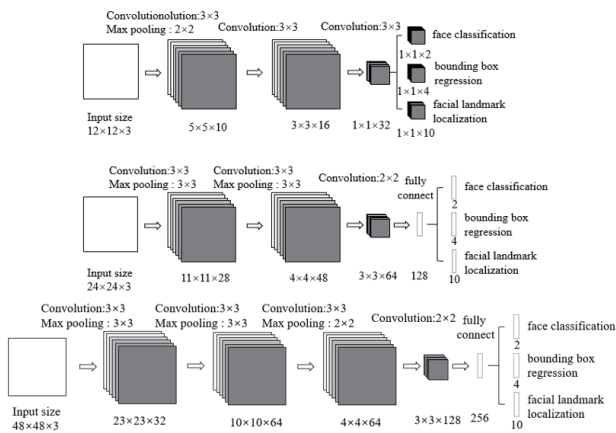 Convolutionolution:3×3 Convolution:3×3 Convolution:3×3
Max pooling : 2×2
face classification
1×1×2
bounding box
regression
1×1×4
facial landmark
localization
Input size
12×12×3
5×5×10 3×3×16 1×1×32 1×1×10
Convolution:3×3 Convolution:3×3
Max pooling : 3×3 Max pooling : 3×3
Convolution:2×2 fully
connect
face classification
2
bounding box
regression
4
facial landmark
localization
Input size
24×24×3
11×11×28 4×4×48 3×3×64 128 10
Convolution:3×3 Convolution:3×3 Convolution:3×3
Max pooling : 3×3 Max pooling : 3×3 Max pooling : 2×2
Convolution:2×2 fully
connect
face classification
2
bounding box
regression
4
facial landmark
localization
Input size
48×48×3
23×23×32 10×10×64 4×4×64 3×3×128 256 10